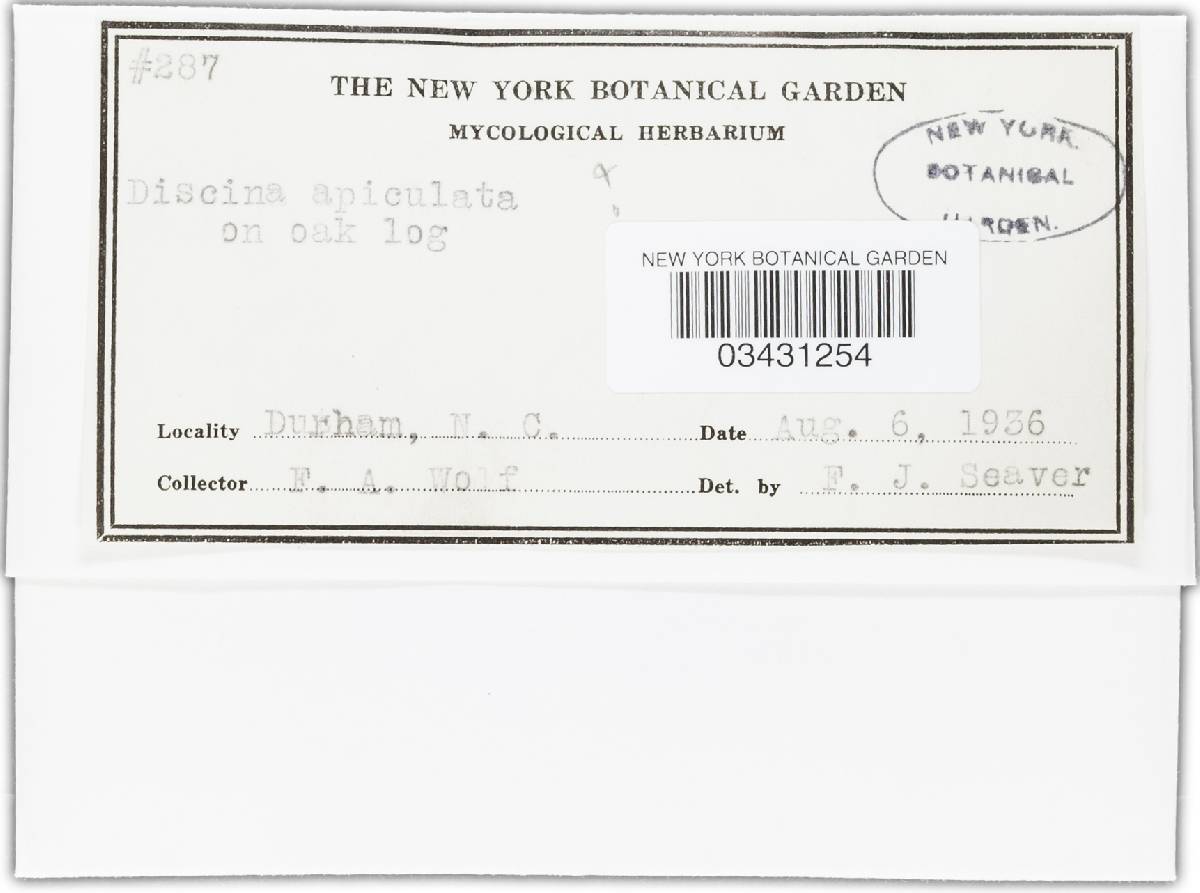 #287
THE NEW YORK BOTANICAL GARDEN
MYCOLOGICAL HERBARIUM
NEW YORK
BOTANICAL
GARDEN.
Discina apiculata
on oak log
NEW YORK BOTANICAL GARDEN
03431254
Locality Durham, N. C. Date Aug. 6, 1936
Collector F. A. Wolf Det. by F. J. Seaver